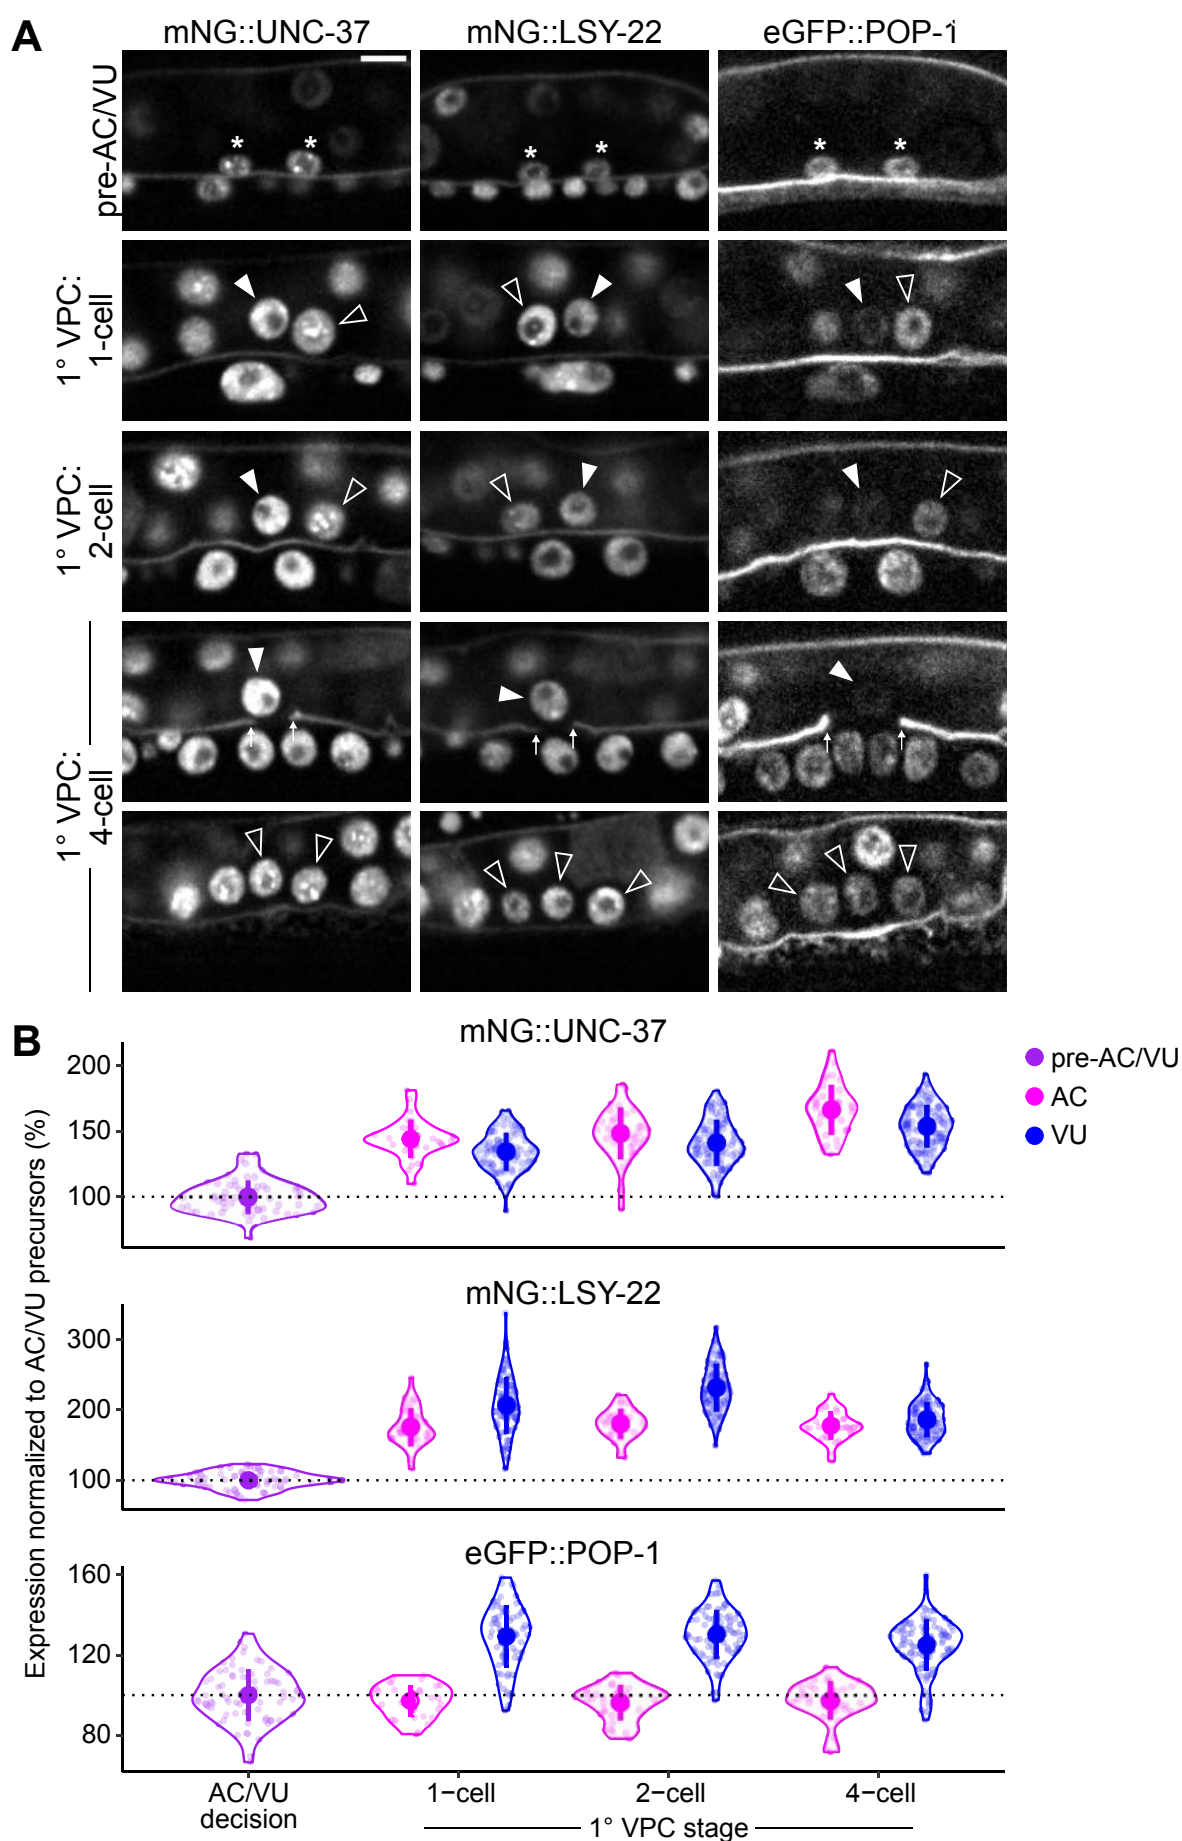 A
mNG::UNC-37
mNG::LSY-22
eGFP::POP-1
pre-AC/VU
* *
* *
* *
1° VPC:
1-cell
1° VPC:
2-cell
1° VPC:
4-cell
B
Expression normalized to AC/VU precursors (%)
mNG::UNC-37
200
150
100
pre-AC/VU
AC
VU
mNG::LSY-22
300
200
100
eGFP::POP-1
160
120
80
AC/VU
decision
1−cell
2−cell
4−cell
1° VPC stage